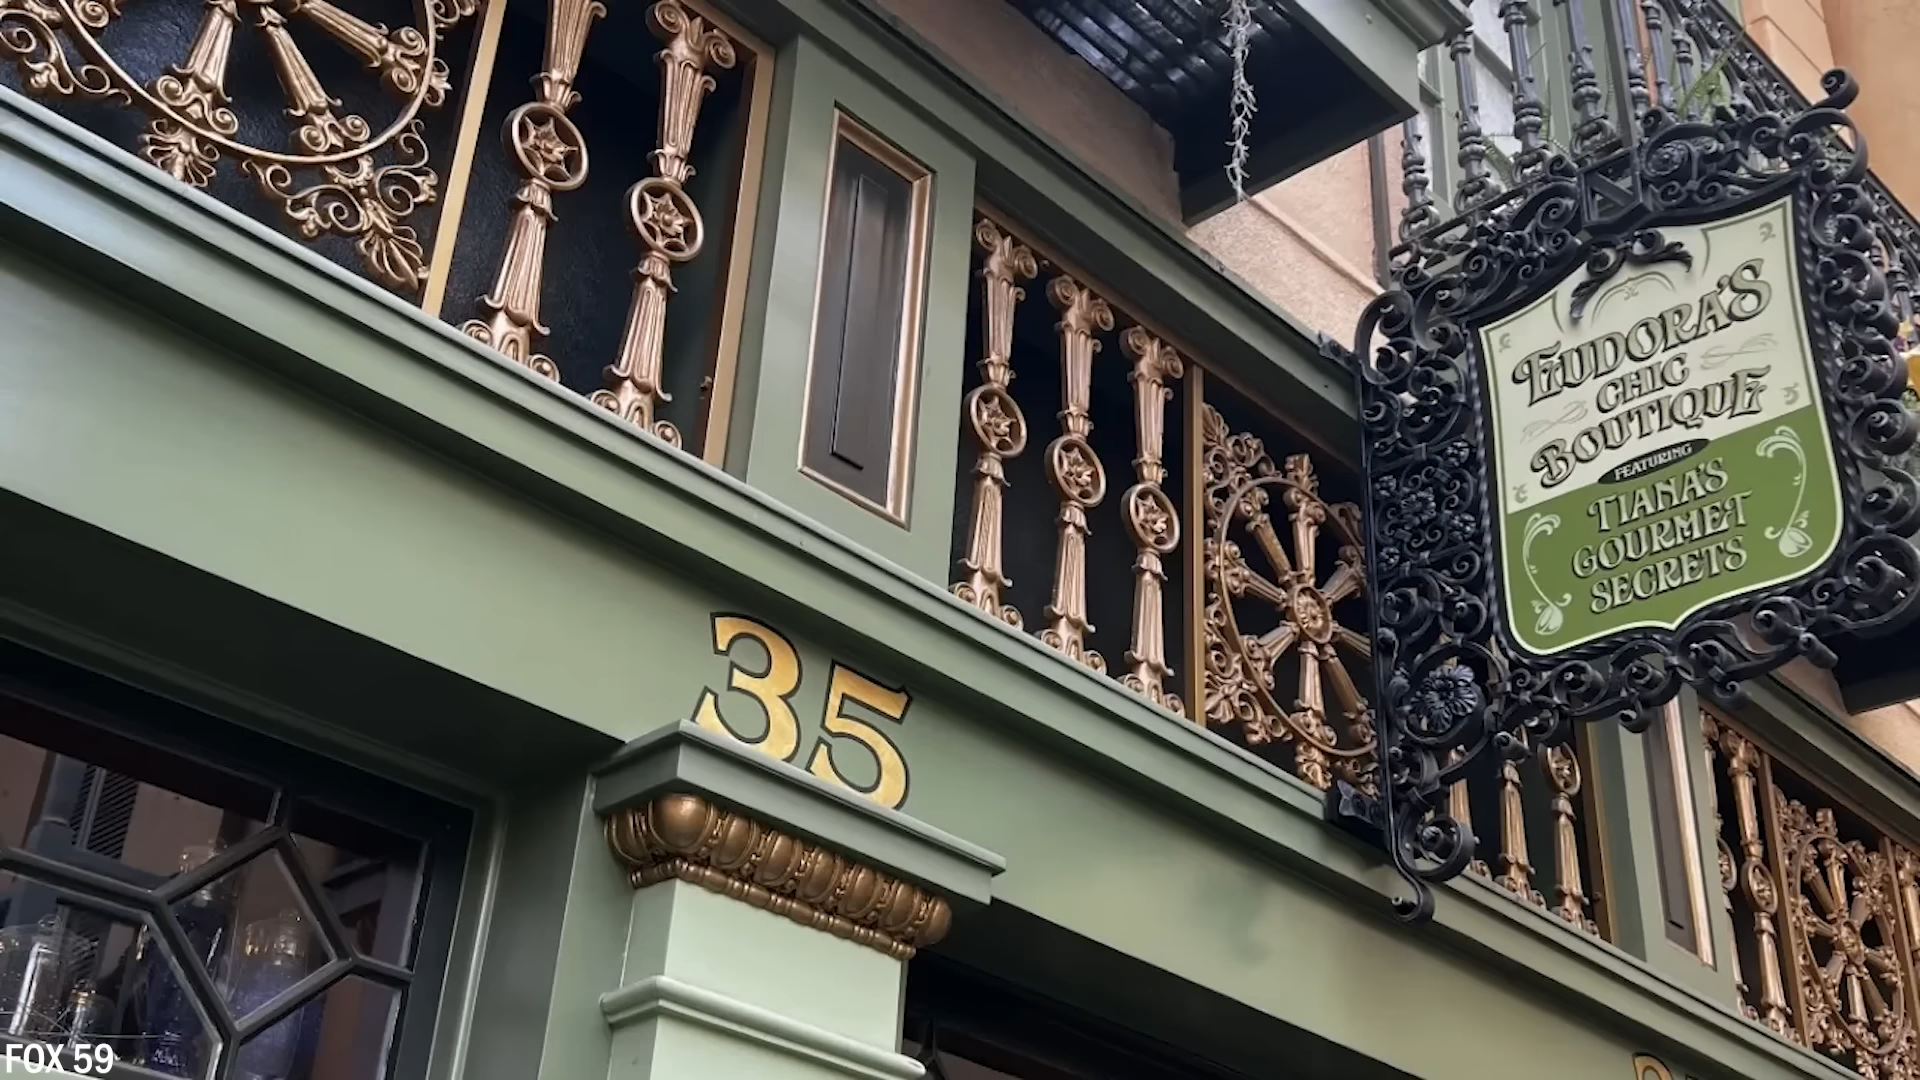 EUDORA'S
CHIC
BOUTIQUE
FEATURING
TIANA'S
GOURMET
SECRETS
35
FOX 59